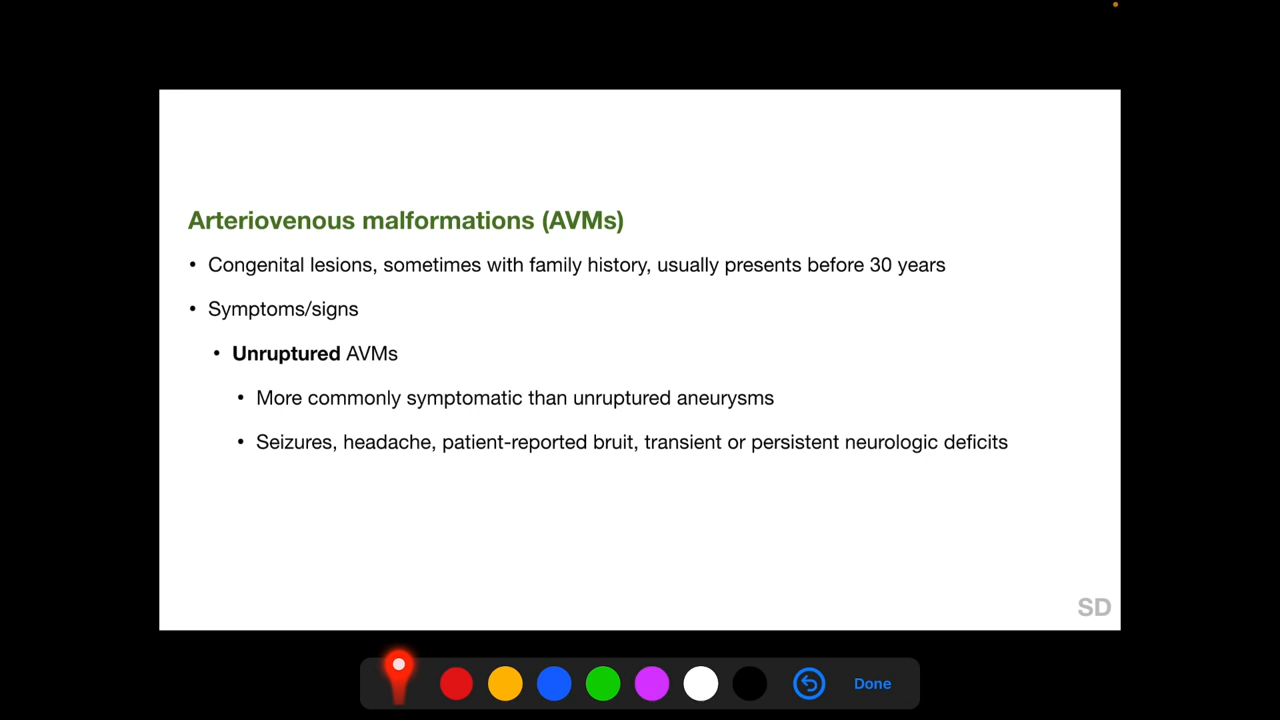 Arteriovenous malformations (AVMs)
• Congenital lesions, sometimes with family history, usually presents before 30 years
• Symptoms/signs
• Unruptured AVMs
• More commonly symptomatic than unruptured aneurysms
• Seizures, headache, patient-reported bruit, transient or persistent neurologic deficits
SD
Done